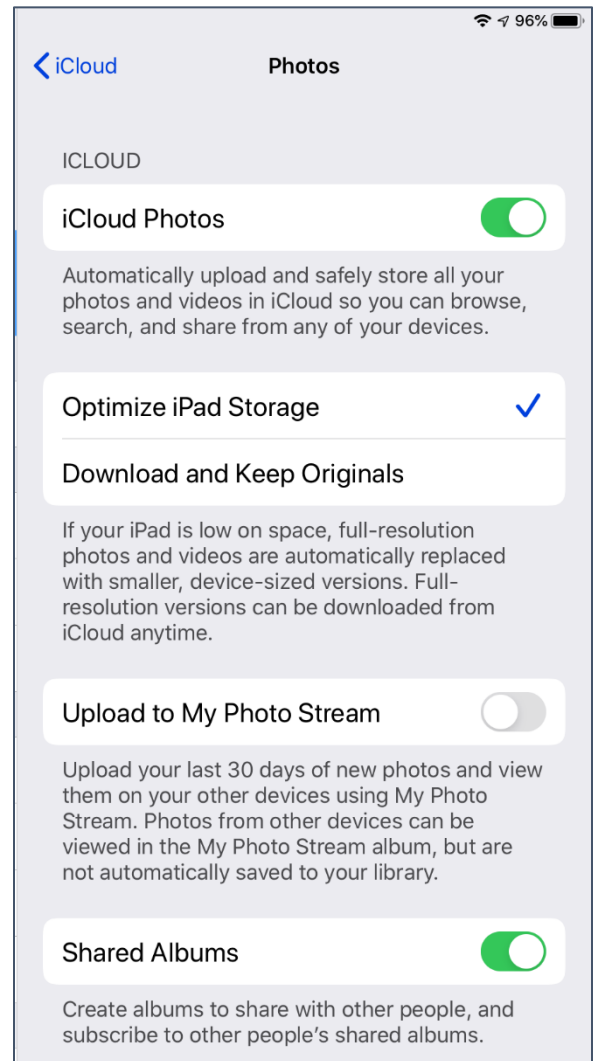 96%
iCloud
Photos
ICLOUD
iCloud Photos
Automatically upload and safely store all your
photos and videos in iCloud so you can browse,
search, and share from any of your devices.
Optimize iPad Storage
Download and Keep Originals
If your iPad is low on space, full-resolution
photos and videos are automatically replaced
with smaller, device-sized versions. Full-
resolution versions can be downloaded from
iCloud anytime.
Upload to My Photo Stream
Upload your last 30 days of new photos and view
them on your other devices using My Photo
Stream. Photos from other devices can be
viewed in the My Photo Stream album, but are
not automatically saved to your library.
Shared Albums
Create albums to share with other people, and
subscribe to other people’s shared albums.